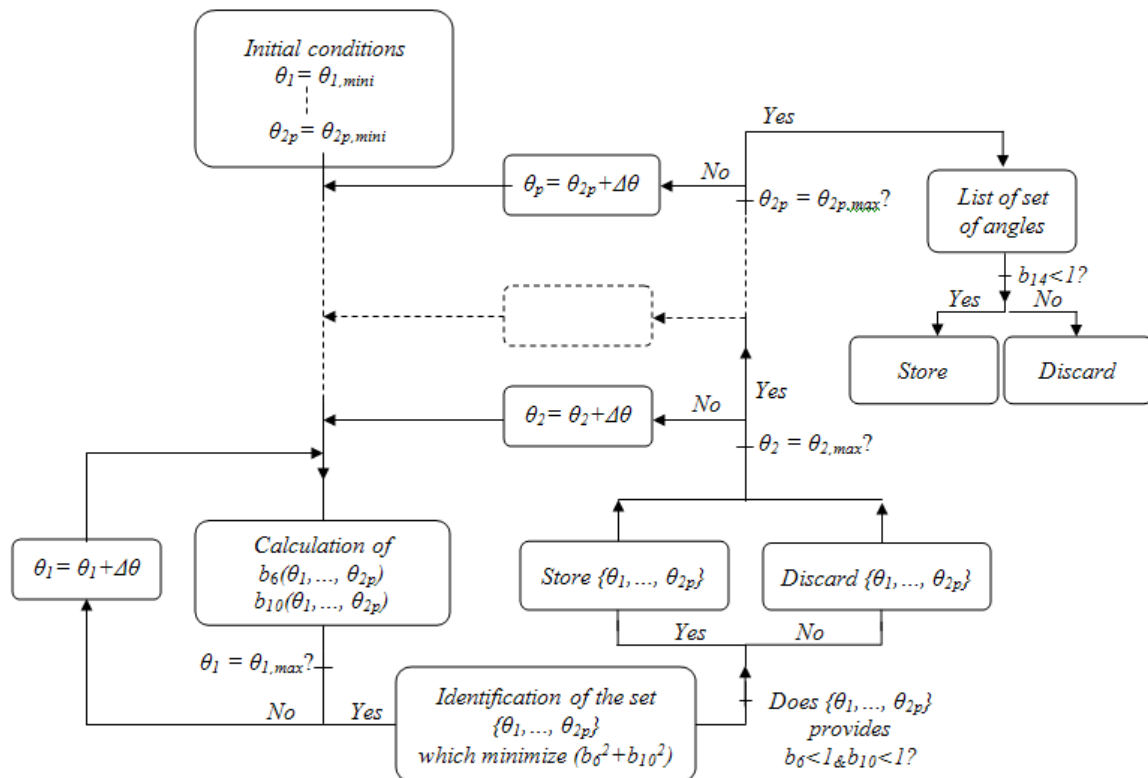 Initial conditions
θ₁ = θ₁,mini
θ₂ₚ = θ₂ₚ,mini
Yes
No
θₚ = θ₂ₚ+Δθ
θ₂ₚ = θ₂ₚ,max?
List of set
of angles
b₁₄<1?
Yes
No
Store
Discard
Yes
No
θ₂ = θ₂+Δθ
θ₂ = θ₂,max?
Calculation of
b₆(θ₁,..., θ₂ₚ)
b₁₀(θ₁,..., θ₂ₚ)
θ₁ = θ₁+Δθ
Store {θ₁,..., θ₂ₚ}
Discard {θ₁,..., θ₂ₚ}
Yes
No
θ₁ = θ₁,max?
No
Yes
Identification of the set
{θ₁,..., θ₂ₚ}
which minimize (b₆²+b₁₀²)
Does {θ₁,..., θ₂ₚ}
provides
b₆<1&b₁₀<1?